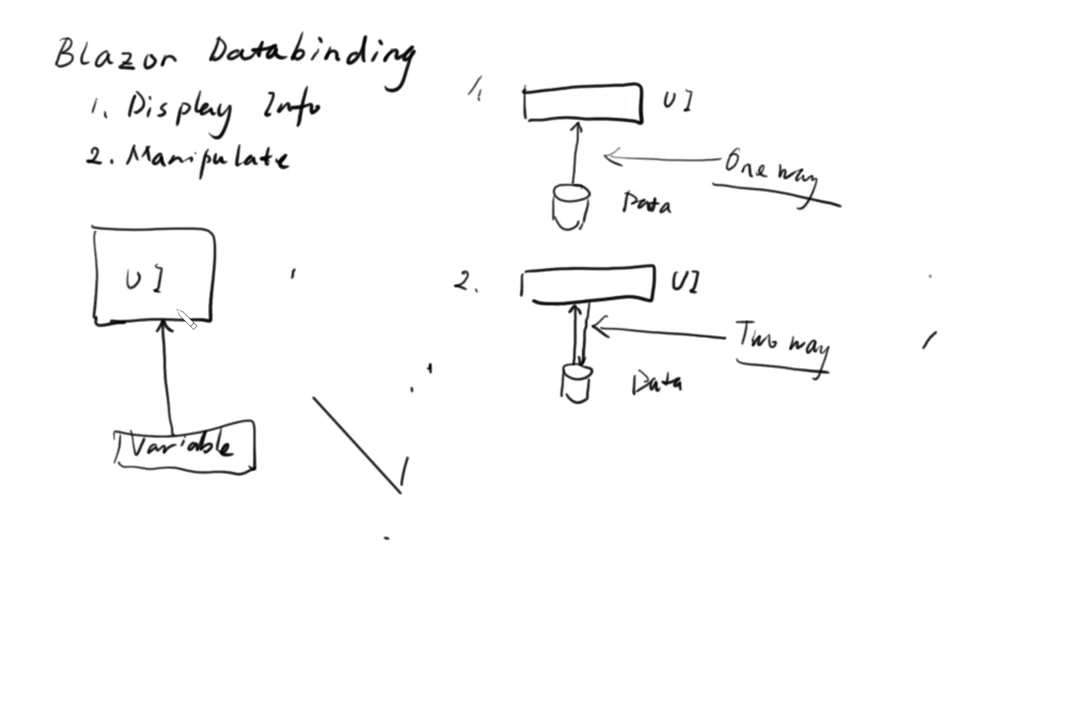 Blazor Databinding
1. Display Info
2. Manipulate
UI
Variable
1. UI
One way
Data
2. UI
Two way
Data